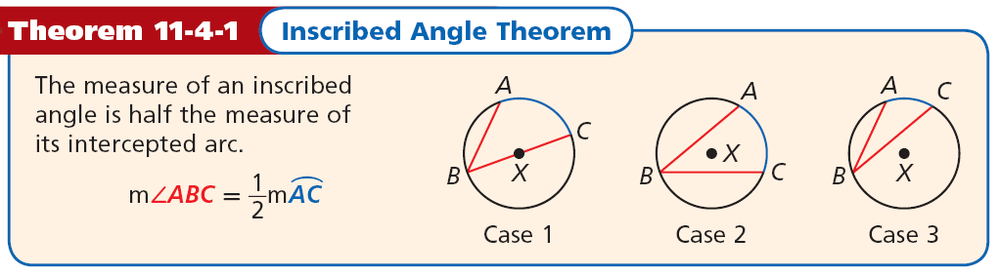 Theorem 11-4-1 Inscribed Angle Theorem
The measure of an inscribed
angle is half the measure of
its intercepted arc.
m∠ABC = 1/2 mAC
A
C
B
X
Case 1
A
X
B
C
Case 2
A
C
B
X
Case 3